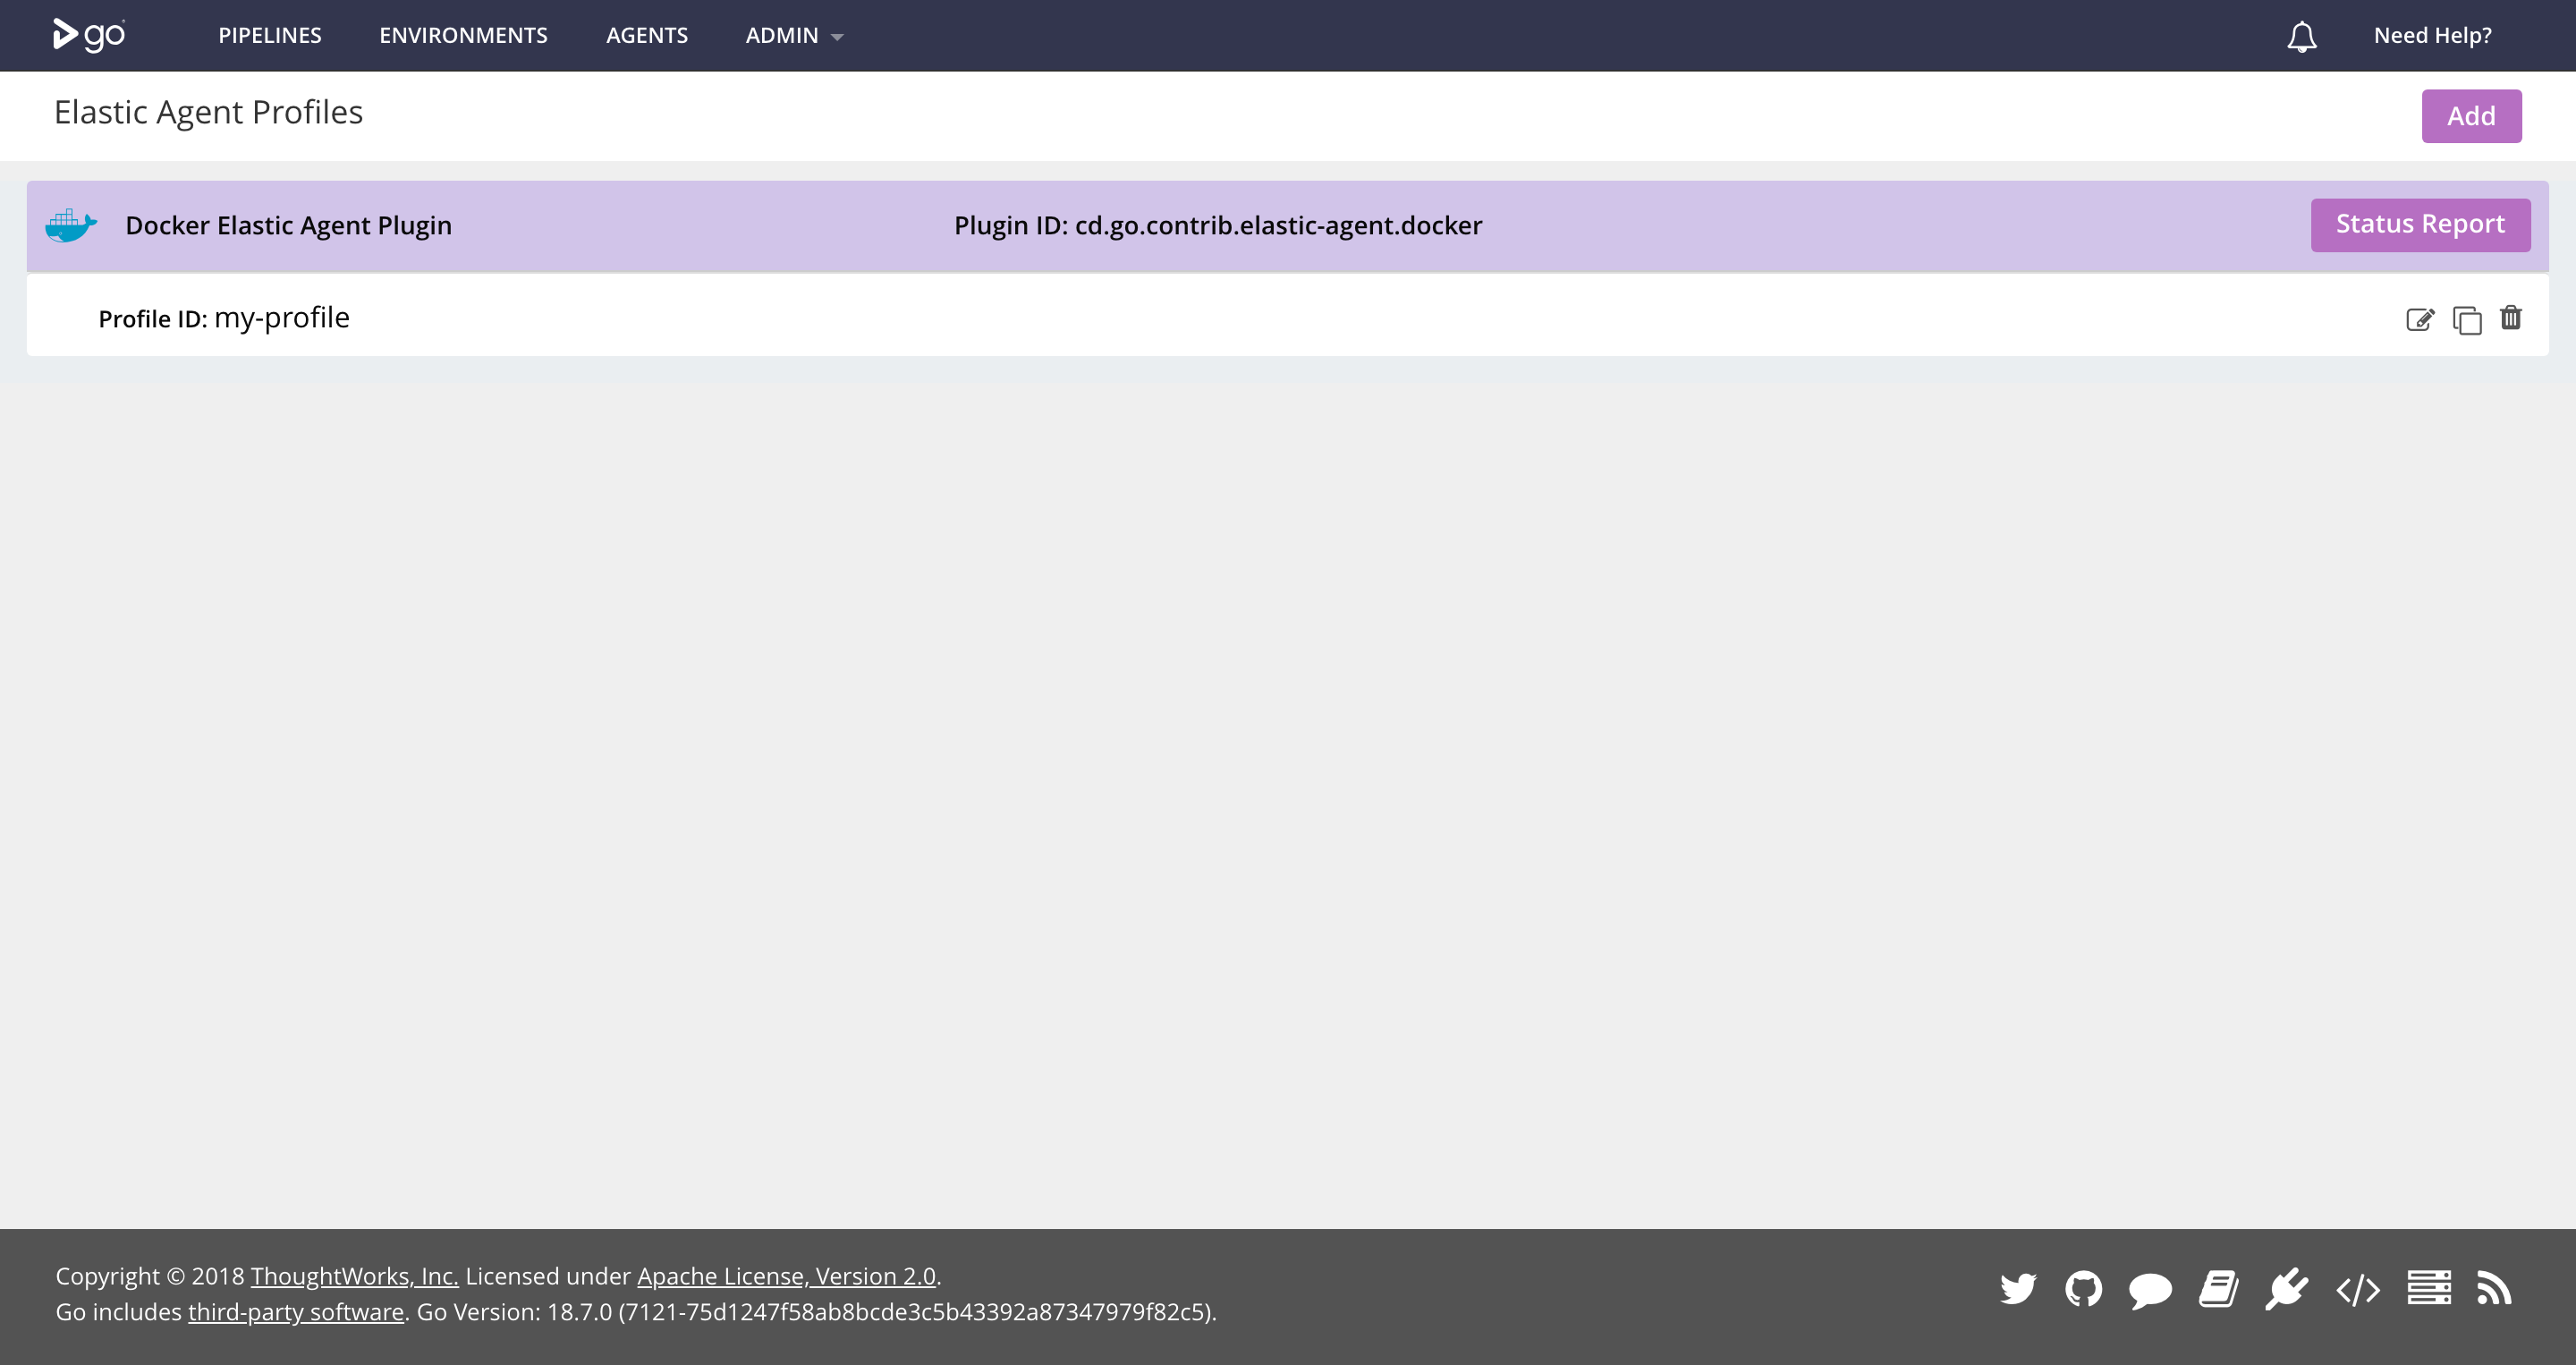 go PIPELINES ENVIRONMENTS AGENTS ADMIN Need Help?
Elastic Agent Profiles Add
Docker Elastic Agent Plugin Plugin ID: cd.go.contrib.elastic-agent.docker Status Report
Profile ID: my-profile
Copyright © 2018 ThoughtWorks, Inc. Licensed under Apache License, Version 2.0.
Go includes third-party software. Go Version: 18.7.0 (7121-75d1247f58ab8bcde3c5b43392a87347979f82c5).